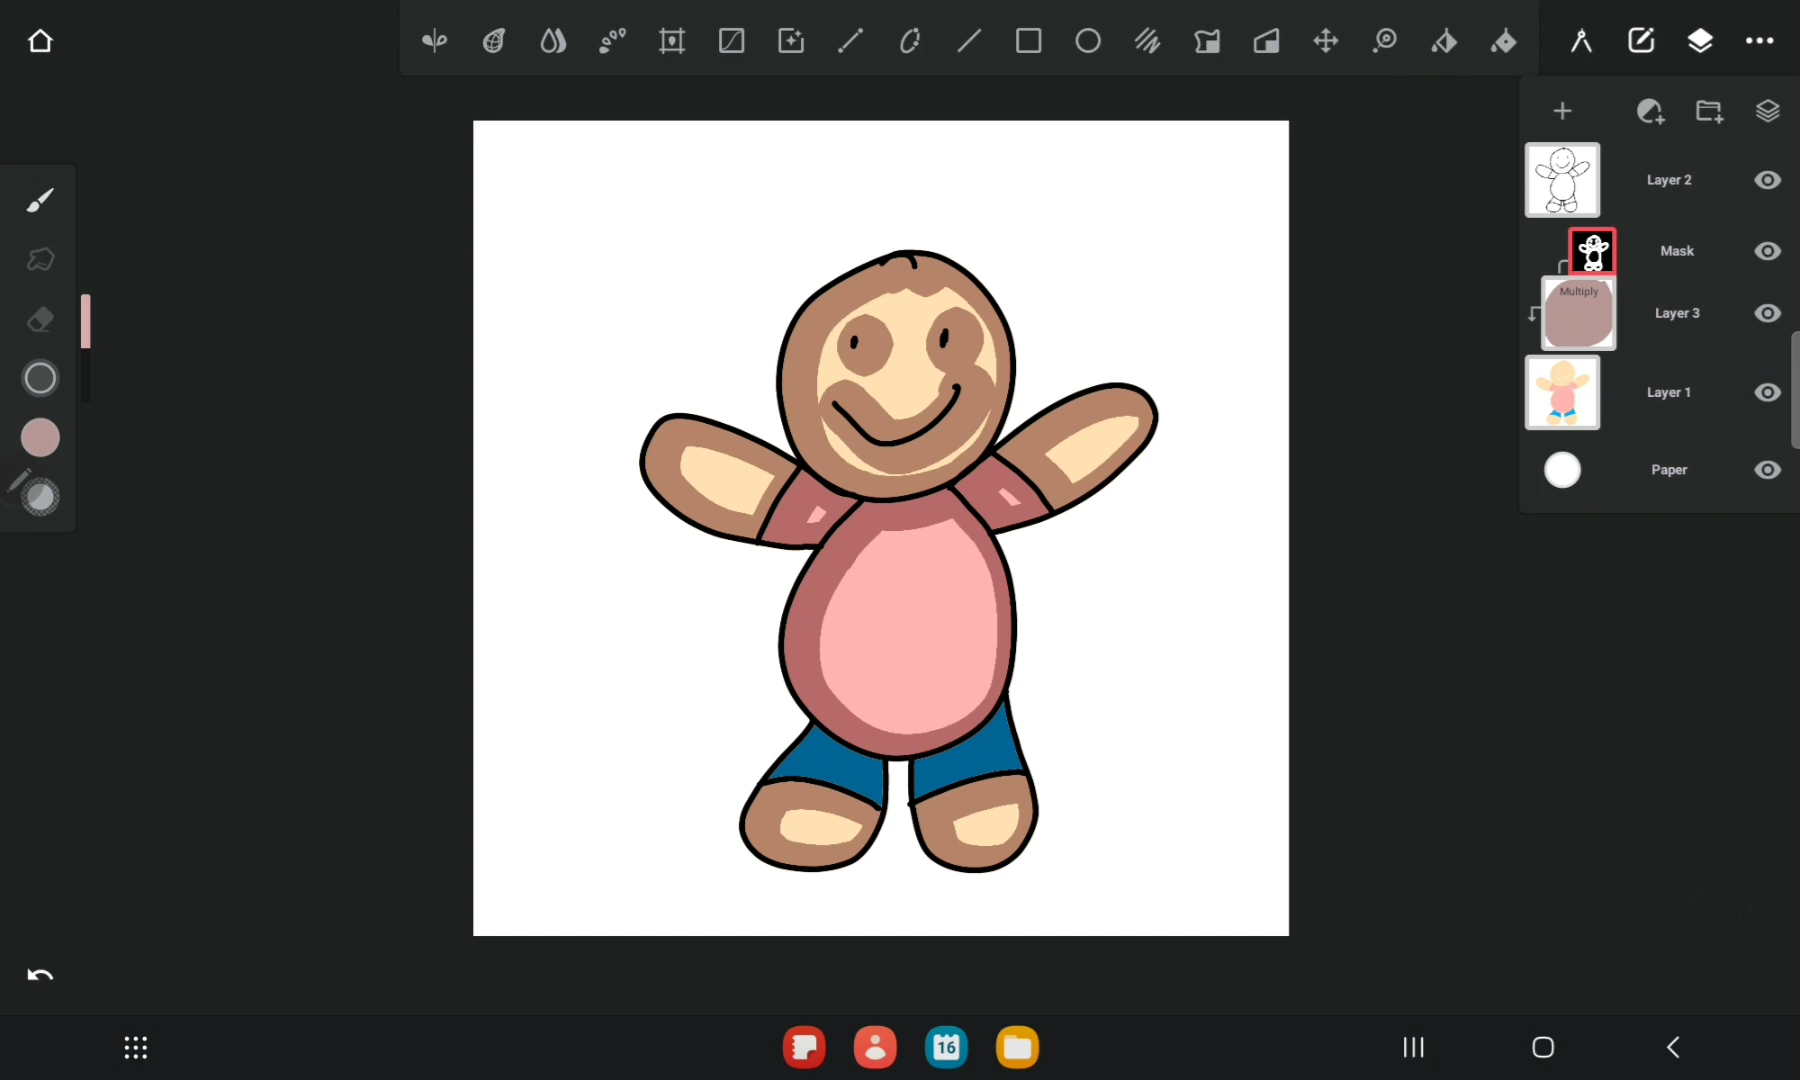 Layer 2
Mask
Multiply
Layer 3
Layer 1
Paper
16